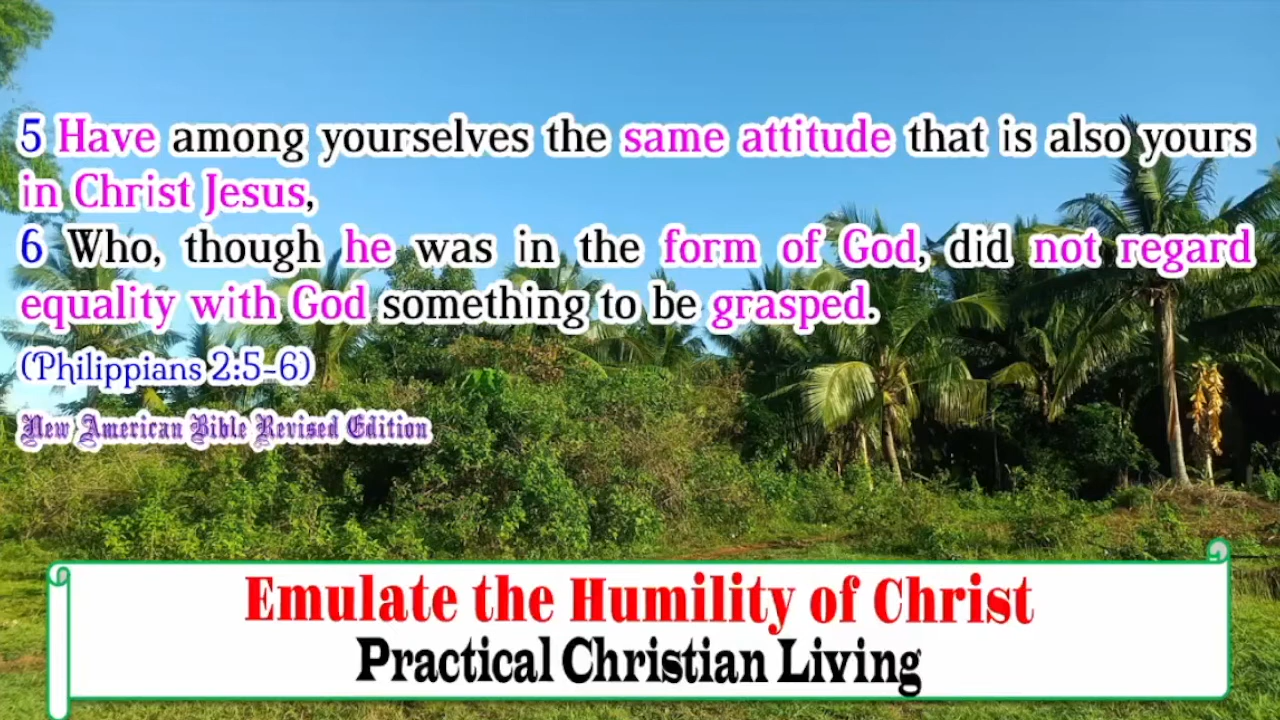 5 Have among yourselves the same attitude that is also yours
in Christ Jesus,
6 Who, though he was in the form of God, did not regard
equality with God something to be grasped.
(Philippians 2:5-6)
New American Bible Revised Edition
Emulate the Humility of Christ
Practical Christian Living